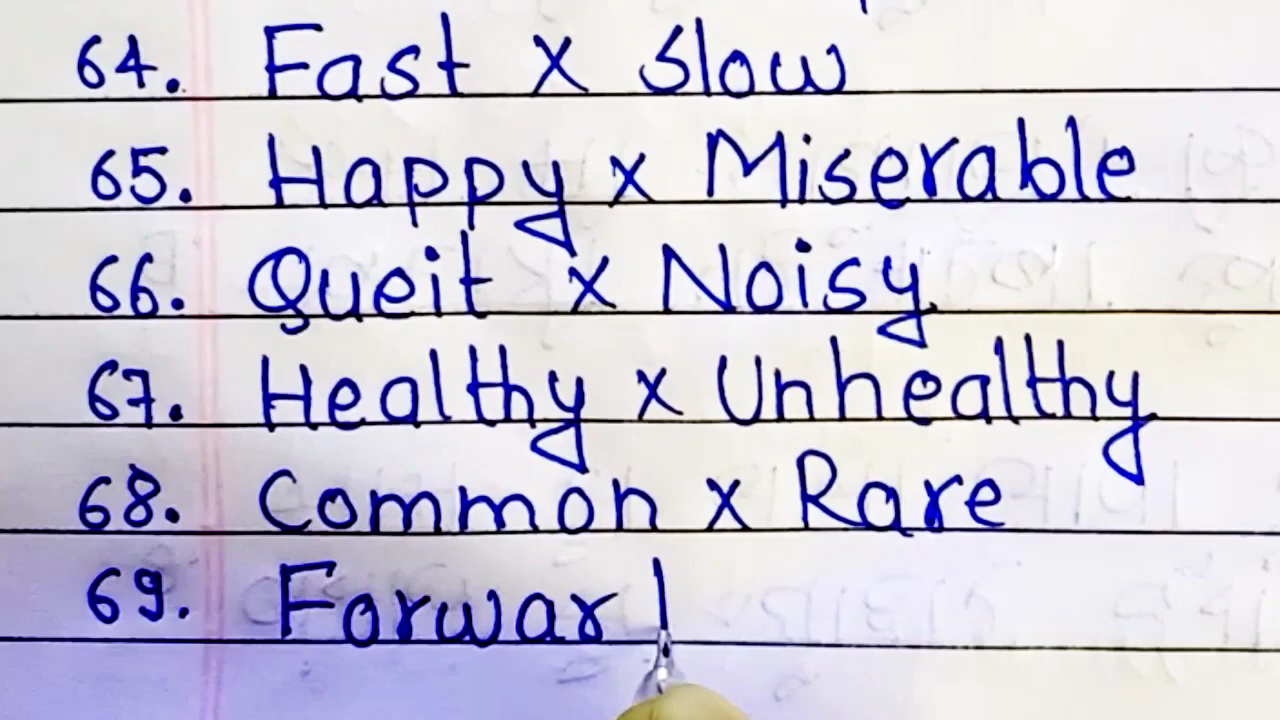 64. Fast x Slow
65. Happy x Miserable
66. Queit x Noisy
67. Healthy x Unhealthy
68. Common x Rare
69. Forwar